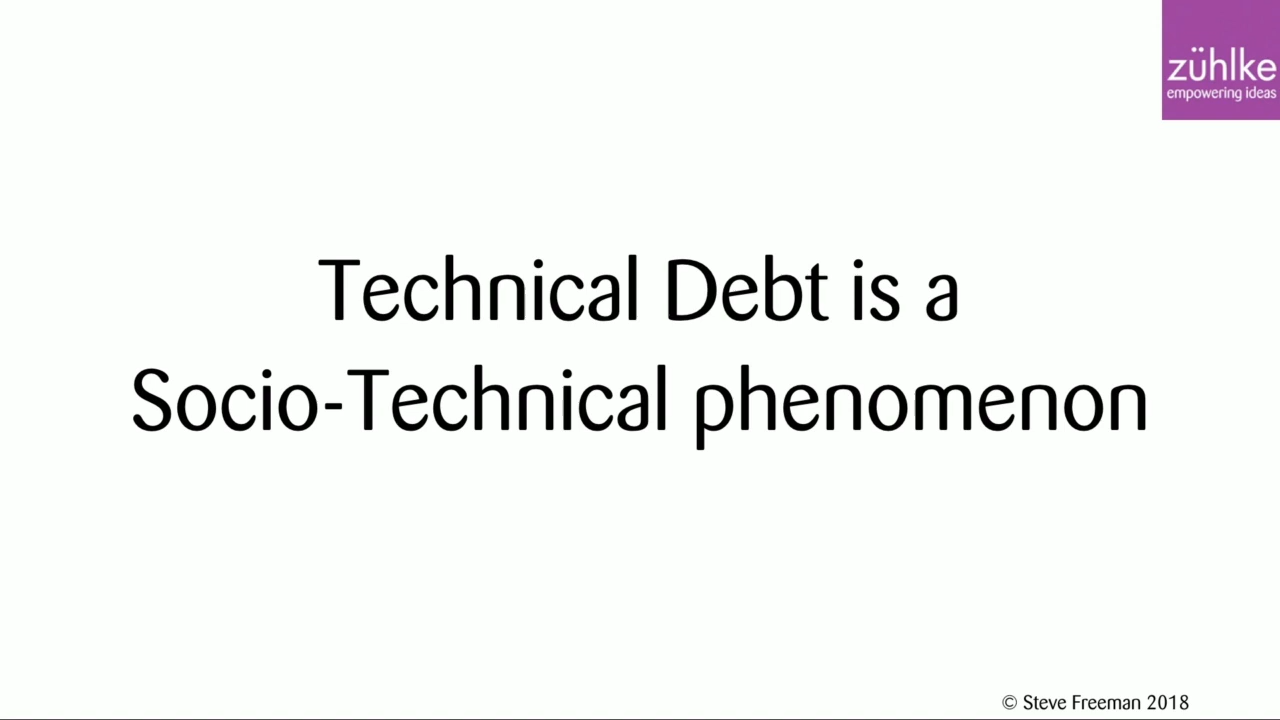 zühlke
empowering ideas
Technical Debt is a
Socio-Technical phenomenon
© Steve Freeman 2018